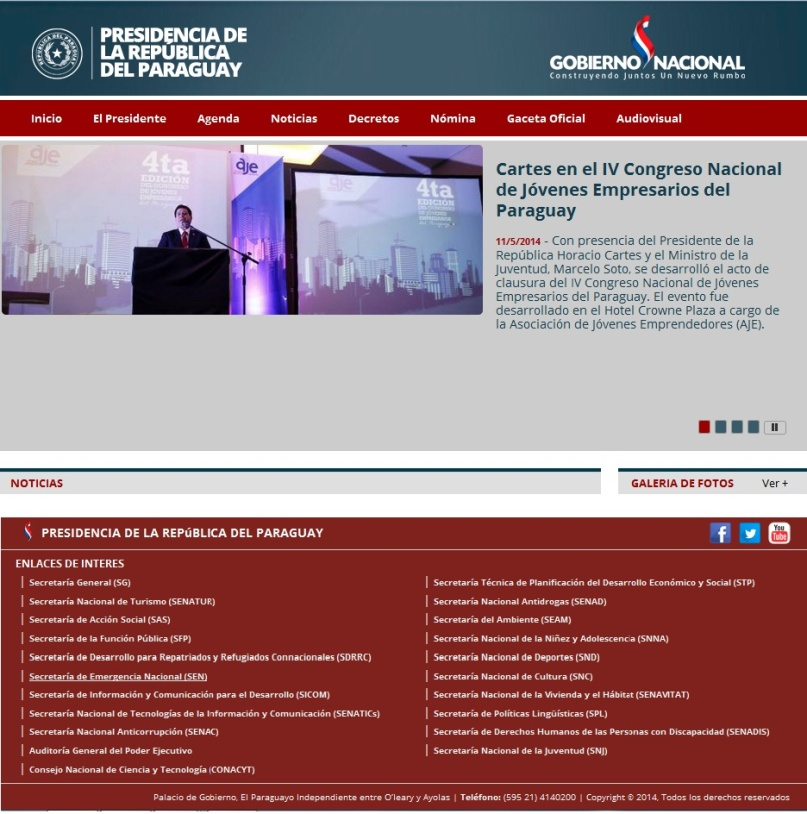 PRESIDENCIA DE
LA REPÚBLICA
DEL PARAGUAY
GOBIERNO NACIONAL
Construyendo Juntos Un Nuevo Rumbo
Inicio El Presidente Agenda Noticias Decretos Nómina Gaceta Oficial Audiovisual
aje
4ta
EDICIÓN
aje
aje
4ta
EDICIÓN
Cartes en el IV Congreso Nacional
de Jóvenes Empresarios del
Paraguay
11/5/2014 - Con presencia del Presidente de la
República Horacio Cartes y el Ministro de la
Juventud, Marcelo Soto, se desarrolló el acto de
clausura del IV Congreso Nacional de Jóvenes
Empresarios del Paraguay. El evento fue
desarrollado en el Hotel Crowne Plaza a cargo de
la Asociación de Jóvenes Emprendedores (AJE).
NOTICIAS
GALERIA DE FOTOS Ver +
PRESIDENCIA DE LA REPúBLICA DEL PARAGUAY
You Tube
ENLACES DE INTERES
Secretaría General (SG)
Secretaría Nacional de Turismo (SENATUR)
Secretaría de Acción Social (SAS)
Secretaría de la Función Pública (SFP)
Secretaría de Desarrollo para Repatriados y Refugiados Connacionales (SDRRC)
Secretaría de Emergencia Nacional (SEN)
Secretaría de Información y Comunicación para el Desarrollo (SICOM)
Secretaría Nacional de Tecnologías de la Información y Comunicación (SENATICs)
Secretaría Nacional Anticorrupción (SENAC)
Auditoría General del Poder Ejecutivo
Consejo Nacional de Ciencia y Tecnología (CONACYT)
Secretaría Técnica de Planificación del Desarrollo Económico y Social (STP)
Secretaría Nacional Antidrogas (SENAD)
Secretaría del Ambiente (SEAM)
Secretaría Nacional de la Niñez y Adolescencia (SNNA)
Secretaría Nacional de Deportes (SND)
Secretaría Nacional de Cultura (SNC)
Secretaría Nacional de la Vivienda y el Hábitat (SENAVITAT)
Secretaría de Políticas Lingüísticas (SPL)
Secretaría de Derechos Humanos de las Personas con Discapacidad (SENADIS)
Secretaría Nacional de la Juventud (SNJ)
Palacio de Gobierno, El Paraguayo Independiente entre O'leary y Ayolas | Teléfono: (595 21) 4140200 | Copyright © 2014, Todos los derechos reservados